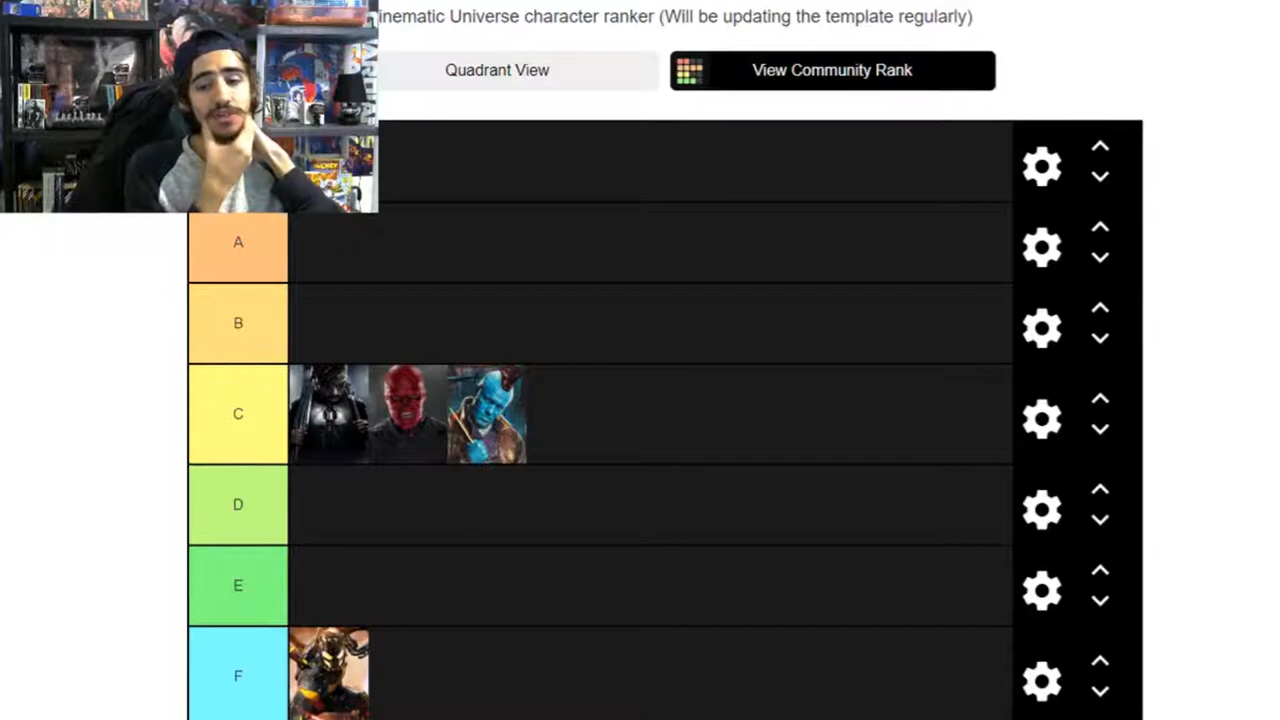 inematic Universe character ranker (Will be updating the template regularly)
Quadrant View
View Community Rank
A
B
C
D
E
F